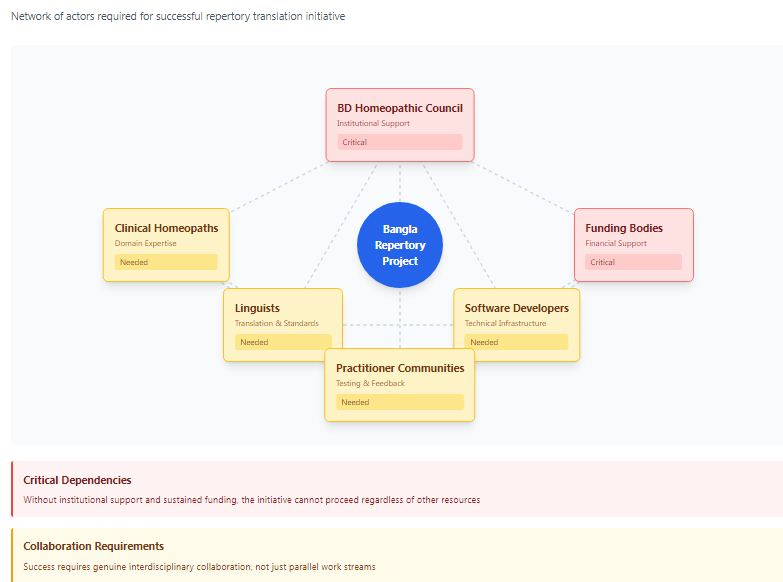 Network of actors required for successful repertory translation initiative
BD Homeopathic Council
Institutional Support
Critical
Clinical Homeopaths
Domain Expertise
Needed
Bangla
Repertory
Project
Funding Bodies
Financial Support
Critical
Linguists
Translation & Standards
Needed
Software Developers
Technical Infrastructure
Needed
Practitioner Communities
Testing & Feedback
Needed
Critical Dependencies
Without institutional support and sustained funding, the initiative cannot proceed regardless of other resources
Collaboration Requirements
Success requires genuine interdisciplinary collaboration, not just parallel work streams